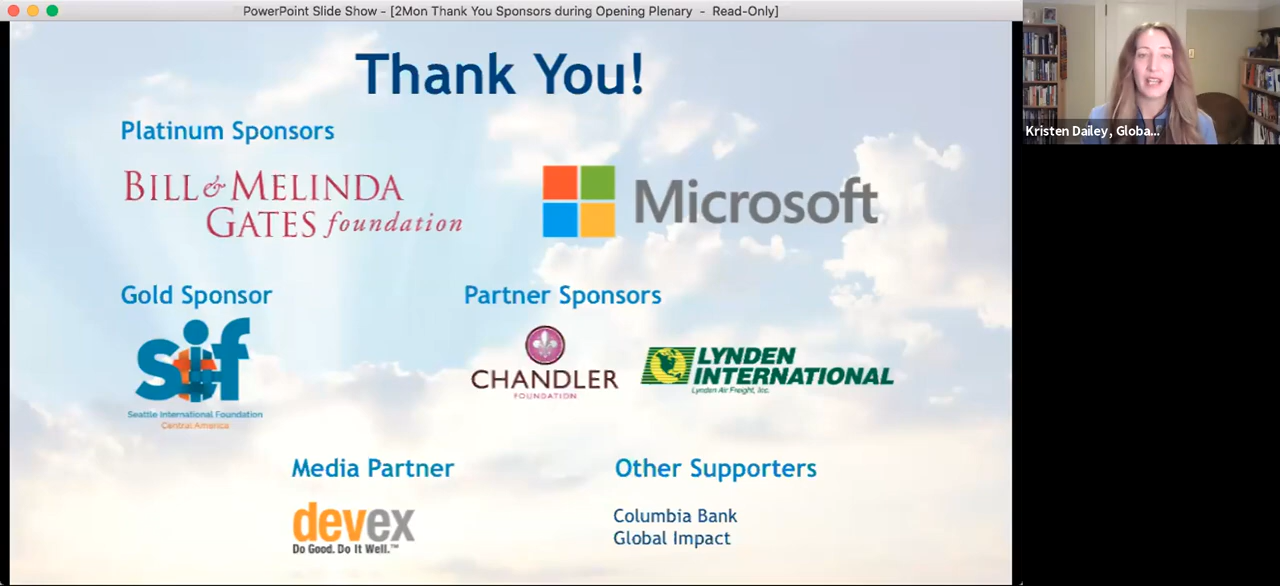 PowerPoint Slide Show - [2Mon Thank You Sponsors during Opening Plenary - Read-Only]
Thank You!
Platinum Sponsors
BILL & MELINDA
GATES foundation
Microsoft
Gold Sponsor
Partner Sponsors
sif
Seattle International Foundation
Central America
CHANDLER
FOUNDATION
LYNDEN
INTERNATIONAL
Lynden Air Freight, Inc.
Media Partner
Other Supporters
devex
Do Good. Do It Well.™
Columbia Bank
Global Impact
Kristen Dailey, Globa...